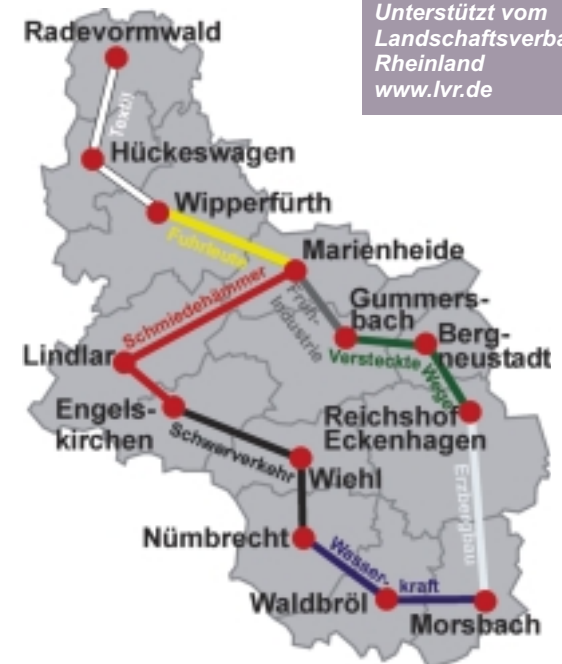 Unterstützt vom
Landschaftsverba
Rheinland
www.lvr.de
Radevormwald
Textil
Hückeswagen
Wipperfürth
Fuhrleute
Marienheide
Schmiedehämmer
Früh-
industrie
Gummers-
bach
Berg-
neustadt
Versteckte Wege
Lindlar
Engels-
kirchen
Reichshof
Eckenhagen
Schwerverkehr
Wiehl
Erzbergbau
Nümbrecht
Wasser- kraft
Waldbröl
Morsbach